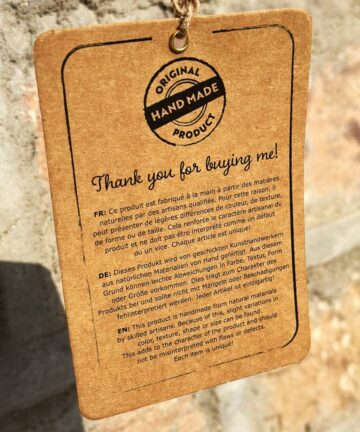 ORIGINAL
HAND MADE
PRODUCT
Thank you for buying me!
FR: Ce produit est fabriqué à la main à partir des matières
naturelles par des artisans qualifiés. Pour cette raison, il
peut présenter de légères différences de couleur, de texture,
de forme ou de taille. Cela renforce le caractère artisanal du
produit et ne doit pas être interprété comme un défaut
ou un vice. Chaque article est unique!
DE: Dieses Produkt wird von geschickten Kunsthandwerkern
aus natürlichen Materialien von Hand gefertigt. Aus diesem
Grund können leichte Abweichungen in Farbe, Textur, Form
oder Größe vorkommen. Dies trägt zum Charakter des
Produkts bei und sollte nicht mit Mängeln oder Beschädigungen
fehlinterpretiert werden. Jeder Artikel ist einzigartig!
EN: This product is handmade from natural materials
by skilled artisans. Because of this, slight variations in
color, texture, shape or size can be found.
This adds to the character of the product and should
not be misinterpreted with flaws or defects.
Each item is unique!